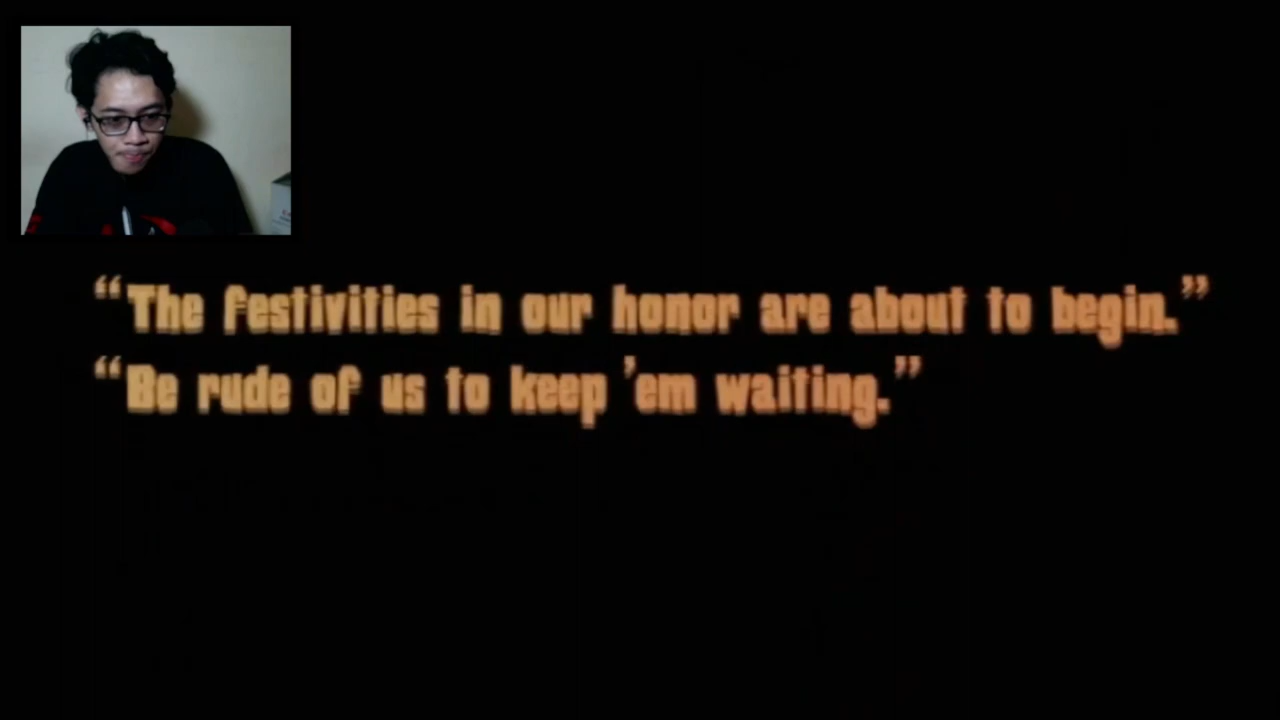 “The festivities in our honor are about to begin.”
“Be rude of us to keep ’em waiting.”